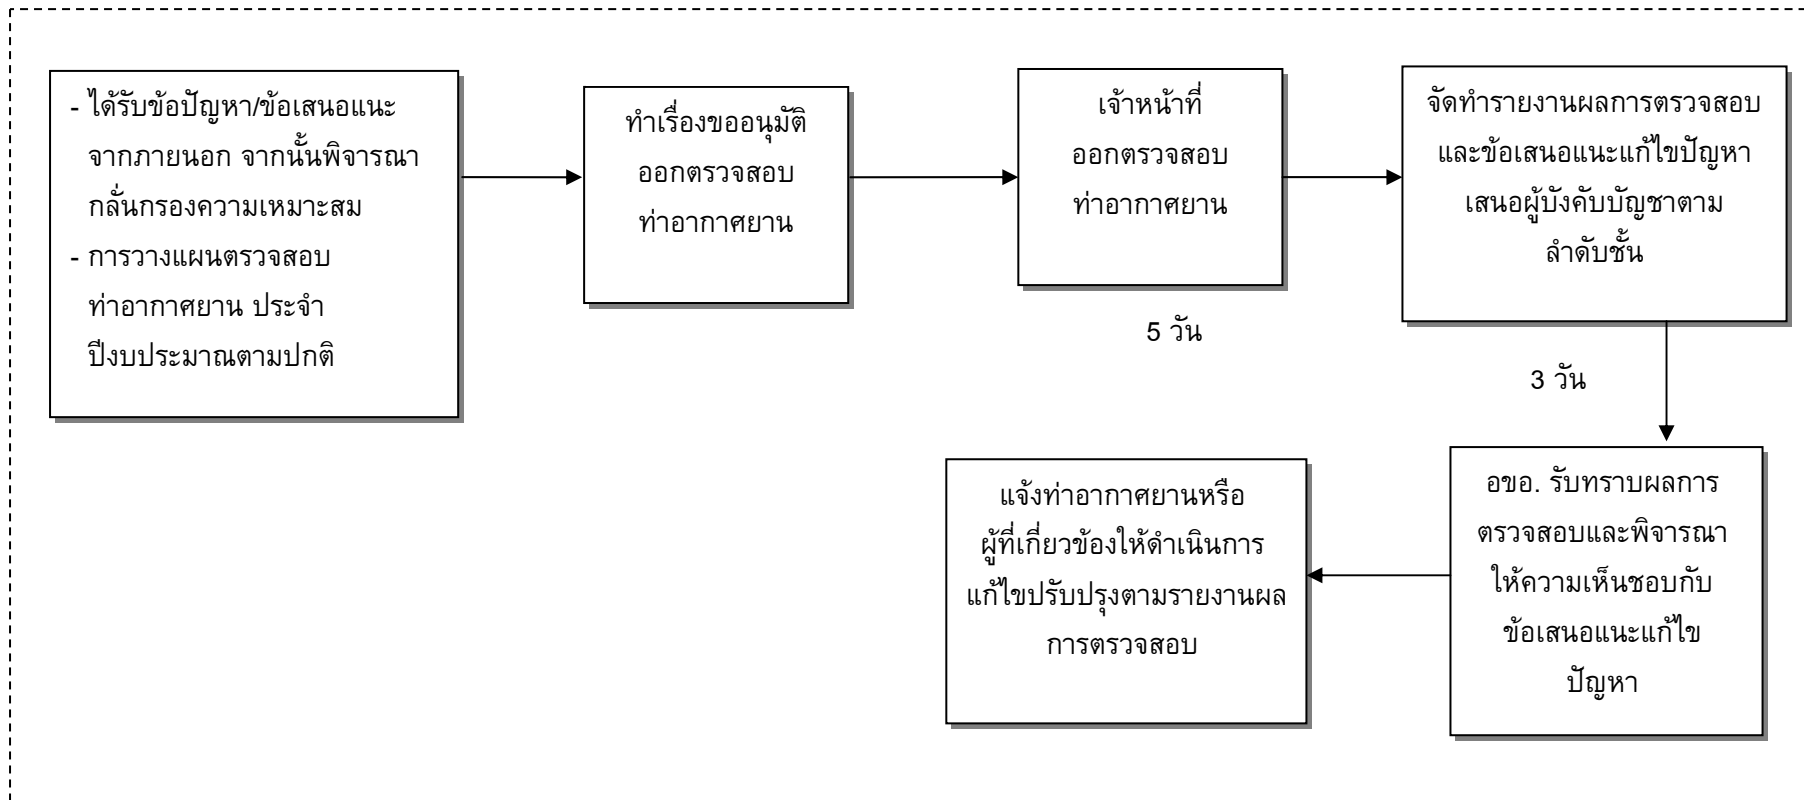 - ได้รับข้อปัญหา/ข้อเสนอแนะ
จากภายนอก จากนั้นพิจารณา
กลั่นกรองความเหมาะสม
- การวางแผนตรวจสอบ
ท่าอากาศยาน ประจำ
ปีงบประมาณตามปกติ
ทำเรื่องขออนุมัติ
ออกตรวจสอบ
ท่าอากาศยาน
เจ้าหน้าที่
ออกตรวจสอบ
ท่าอากาศยาน
5 วัน
จัดทำรายงานผลการตรวจสอบ
และข้อเสนอแนะแก้ไขปัญหา
เสนอผู้บังคับบัญชาตาม
ลำดับชั้น
3 วัน
อขอ. รับทราบผลการ
ตรวจสอบและพิจารณา
ให้ความเห็นชอบกับ
ข้อเสนอแนะแก้ไข
ปัญหา
แจ้งท่าอากาศยานหรือ
ผู้ที่เกี่ยวข้องให้ดำเนินการ
แก้ไขปรับปรุงตามรายงานผล
การตรวจสอบ